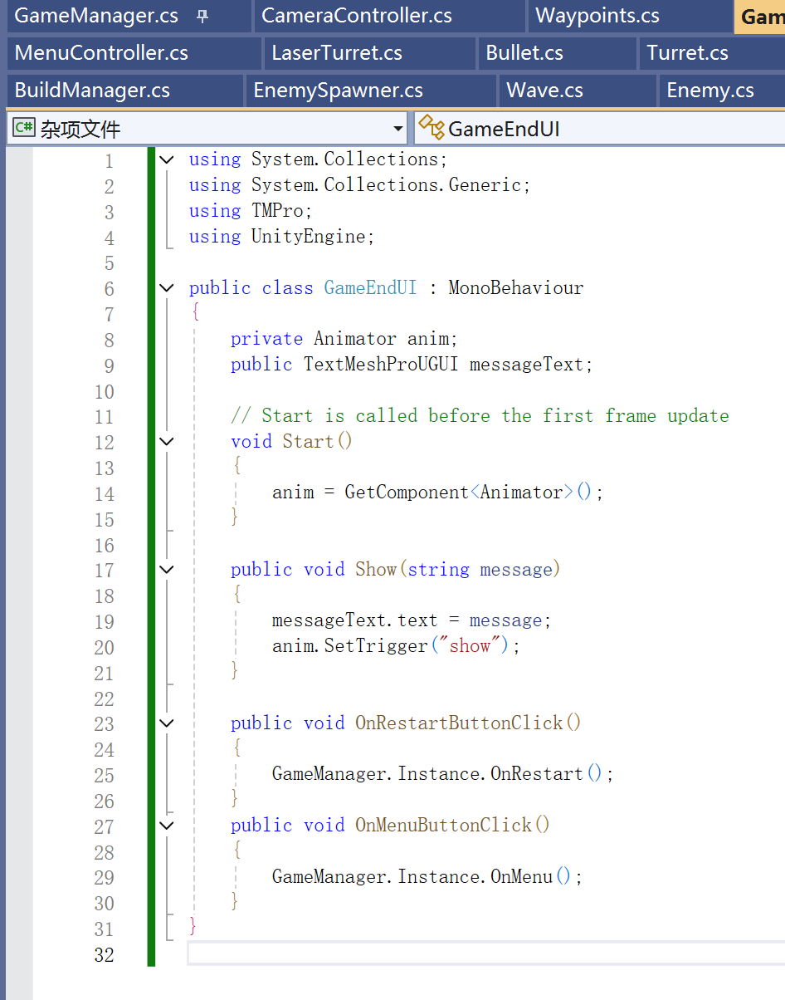 GameManager.cs CameraController.cs Waypoints.cs Gam
MenuController.cs LaserTurret.cs Bullet.cs Turret.cs
BuildManager.cs EnemySpawner.cs Wave.cs Enemy.cs
C# 杂项文件 GameEndUI
1 using System.Collections;
2 using System.Collections.Generic;
3 using TMPro;
4 using UnityEngine;
5
6 public class GameEndUI : MonoBehaviour
7 {
8     private Animator anim;
9     public TextMeshProUGUI messageText;
10
11     // Start is called before the first frame update
12     void Start()
13     {
14         anim = GetComponent<Animator>();
15     }
16
17     public void Show(string message)
18     {
19         messageText.text = message;
20         anim.SetTrigger("show");
21     }
22
23     public void OnRestartButtonClick()
24     {
25         GameManager.Instance.OnRestart();
26     }
27     public void OnMenuButtonClick()
28     {
29         GameManager.Instance.OnMenu();
30     }
31 }
32